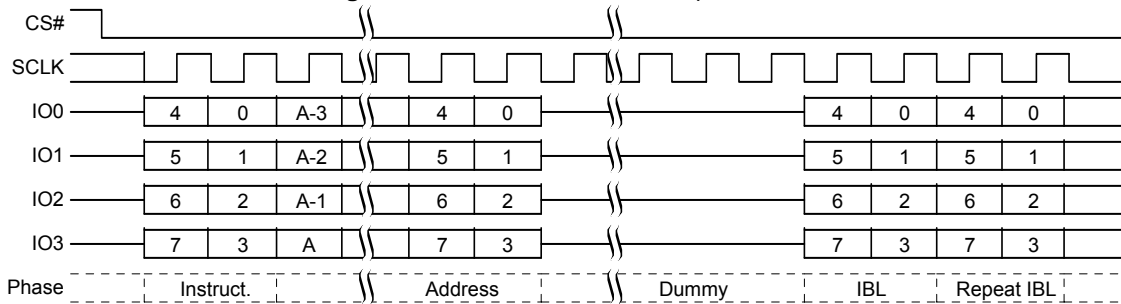 CS#
SCLK
IO0 4 0 A-3 4 0 4 0 4 0
IO1 5 1 A-2 5 1 5 1 5 1
IO2 6 2 A-1 6 2 6 2 6 2
IO3 7 3 A 7 3 7 3 7 3
Phase Instruct. Address Dummy IBL Repeat IBL